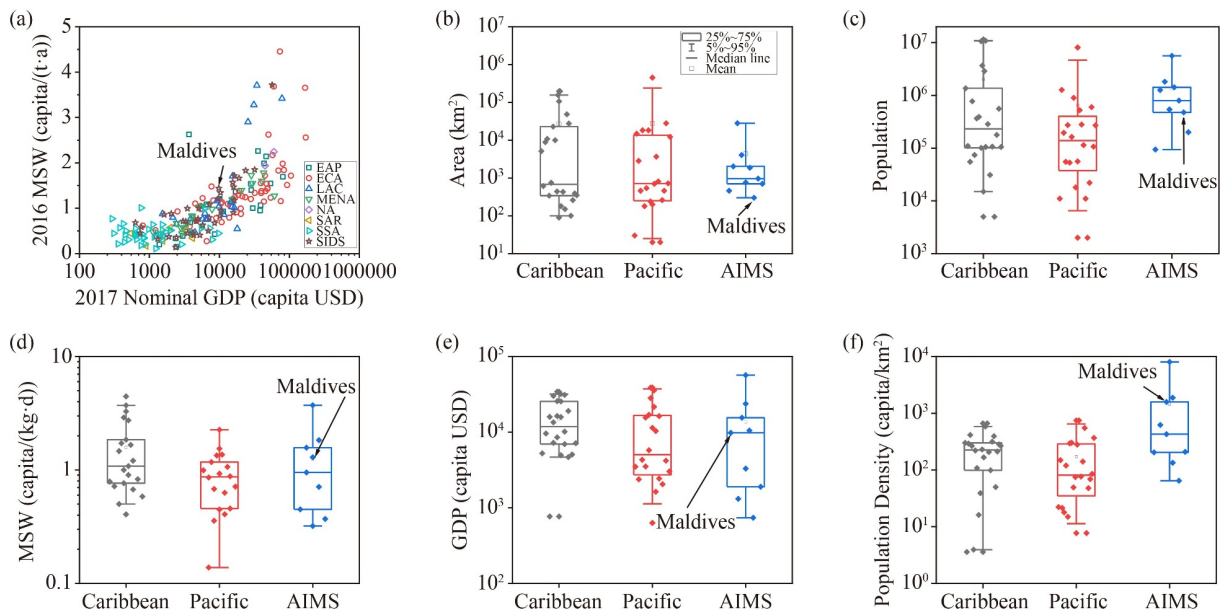 (a)
5
4
3
2
1
0
2016 MSW (capita/(t·a))
Maldives
EAP
ECA
LAC
MENA
NA
SAR
SSA
SIDS
100 1000 10000 100000 1000000
2017 Nominal GDP (capita USD)
(b)
10⁷
10⁶
10⁵
10⁴
10³
10²
10¹
Area (km²)
25%~75%
5%~95%
Median line
Mean
Maldives
Caribbean Pacific AIMS
(c)
10⁷
10⁶
10⁵
10⁴
10³
Population
Maldives
Caribbean Pacific AIMS
(d)
10
1
0.1
MSW (capita/(kg·d))
Maldives
Caribbean Pacific AIMS
(e)
10⁵
10⁴
10³
10²
GDP (capita USD)
Maldives
Caribbean Pacific AIMS
(f)
10⁴
10³
10²
10¹
10⁰
Population Density (capita/km²)
Maldives
Caribbean Pacific AIMS